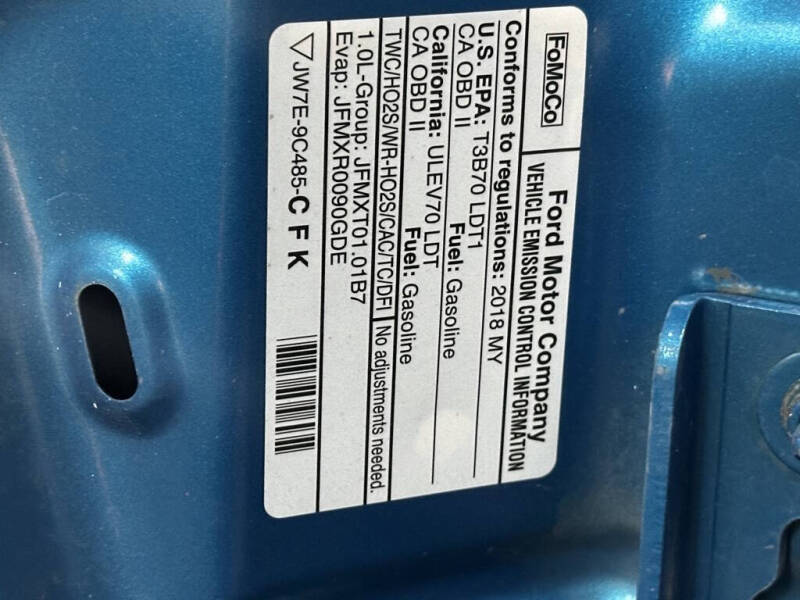 FoMoCo
Ford Motor Company
VEHICLE EMISSION CONTROL INFORMATION
Conforms to regulations: 2018 MY
U.S. EPA: T3B70 LDT1 Fuel: Gasoline
CA OBD II
California: ULEV70 LDT Fuel: Gasoline
CA OBD II
TWC/HO2S/WR-HO2S/CAC/TC/DFI No adjustments needed.
1.0L-Group: JFMXT01.01B7
Evap: JFMXR0090GDE
JW7E-9C485-C F K